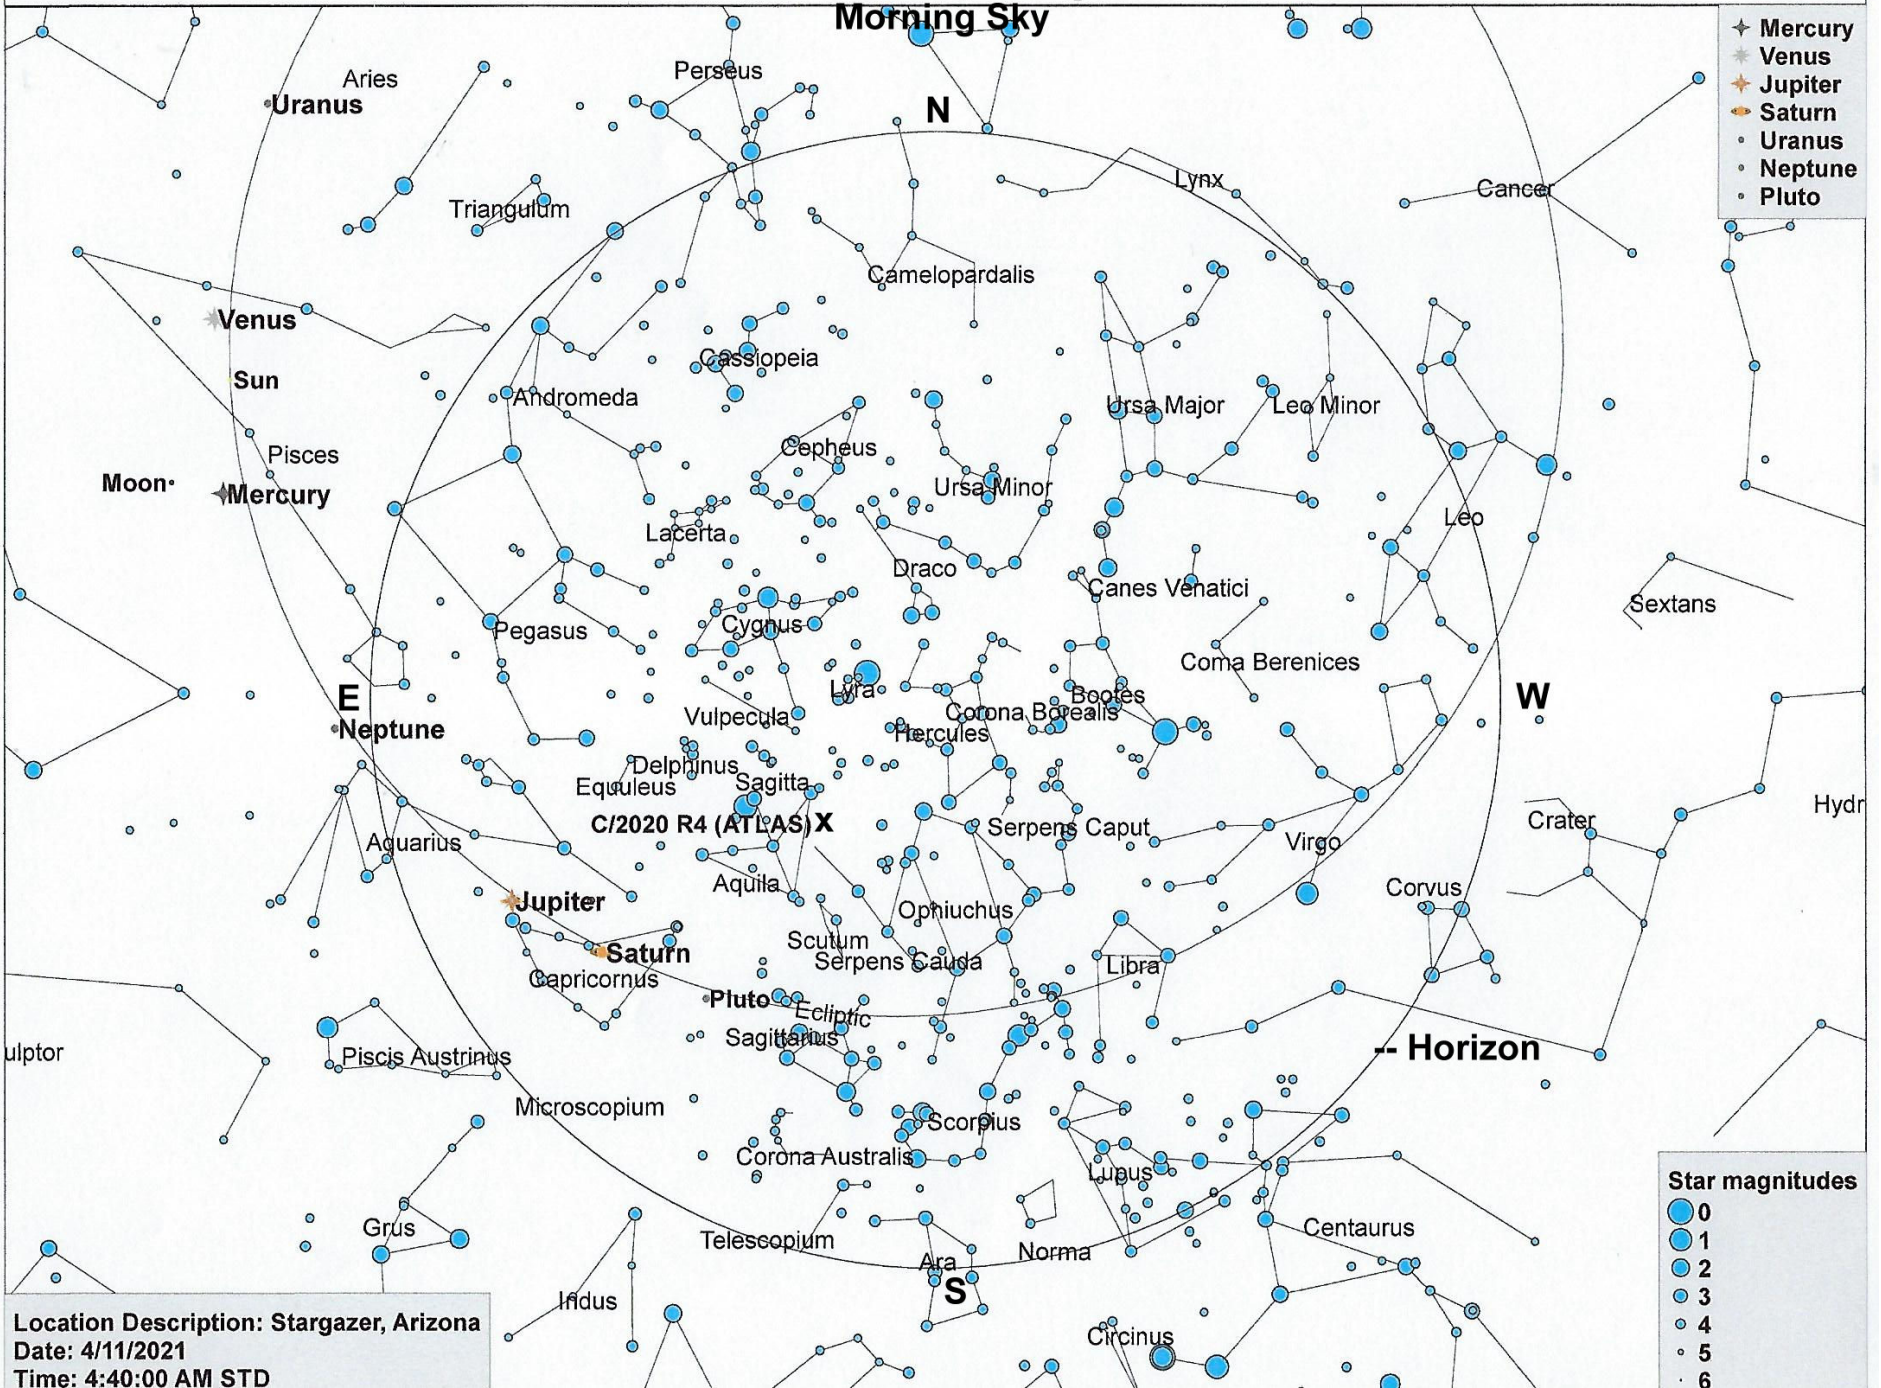 Morning Sky
Mercury
Venus
Jupiter
Saturn
Uranus
Neptune
Pluto
Aries
Uranus
Perseus
N
Lynx
Cancer
Triangulum
Camelopardalis
Venus
Sun
Cassiopeia
Andromeda
Ursa Major
Leo Minor
Pisces
Cepheus
Moon
Mercury
Ursa Minor
Lacerta
Leo
Draco
Canes Venatici
Sextans
Pegasus
Cygnus
Coma Berenices
E
Lyra
Bootes
W
Vulpecula
Corona Borealis
Neptune
Hercules
Delphinus
Equuleus
Sagitta
C/2020 R4 (ATLAS) X
Serpens Caput
Crater
Hydr
Aquarius
Virgo
Aquila
Corvus
Jupiter
Ophiuchus
Scutum
Saturn
Serpens Cauda
Libra
Capricornus
Pluto
Ecliptic
Sagittarius
-- Horizon
ulptor
Piscis Austrinus
Microscopium
Scorpius
Corona Australis
Lupus
Grus
Telescopium
Norma
Centaurus
Ara
S
Indus
Circinus
Star magnitudes
0
1
2
3
4
5
6
Location Description: Stargazer, Arizona
Date: 4/11/2021
Time: 4:40:00 AM STD